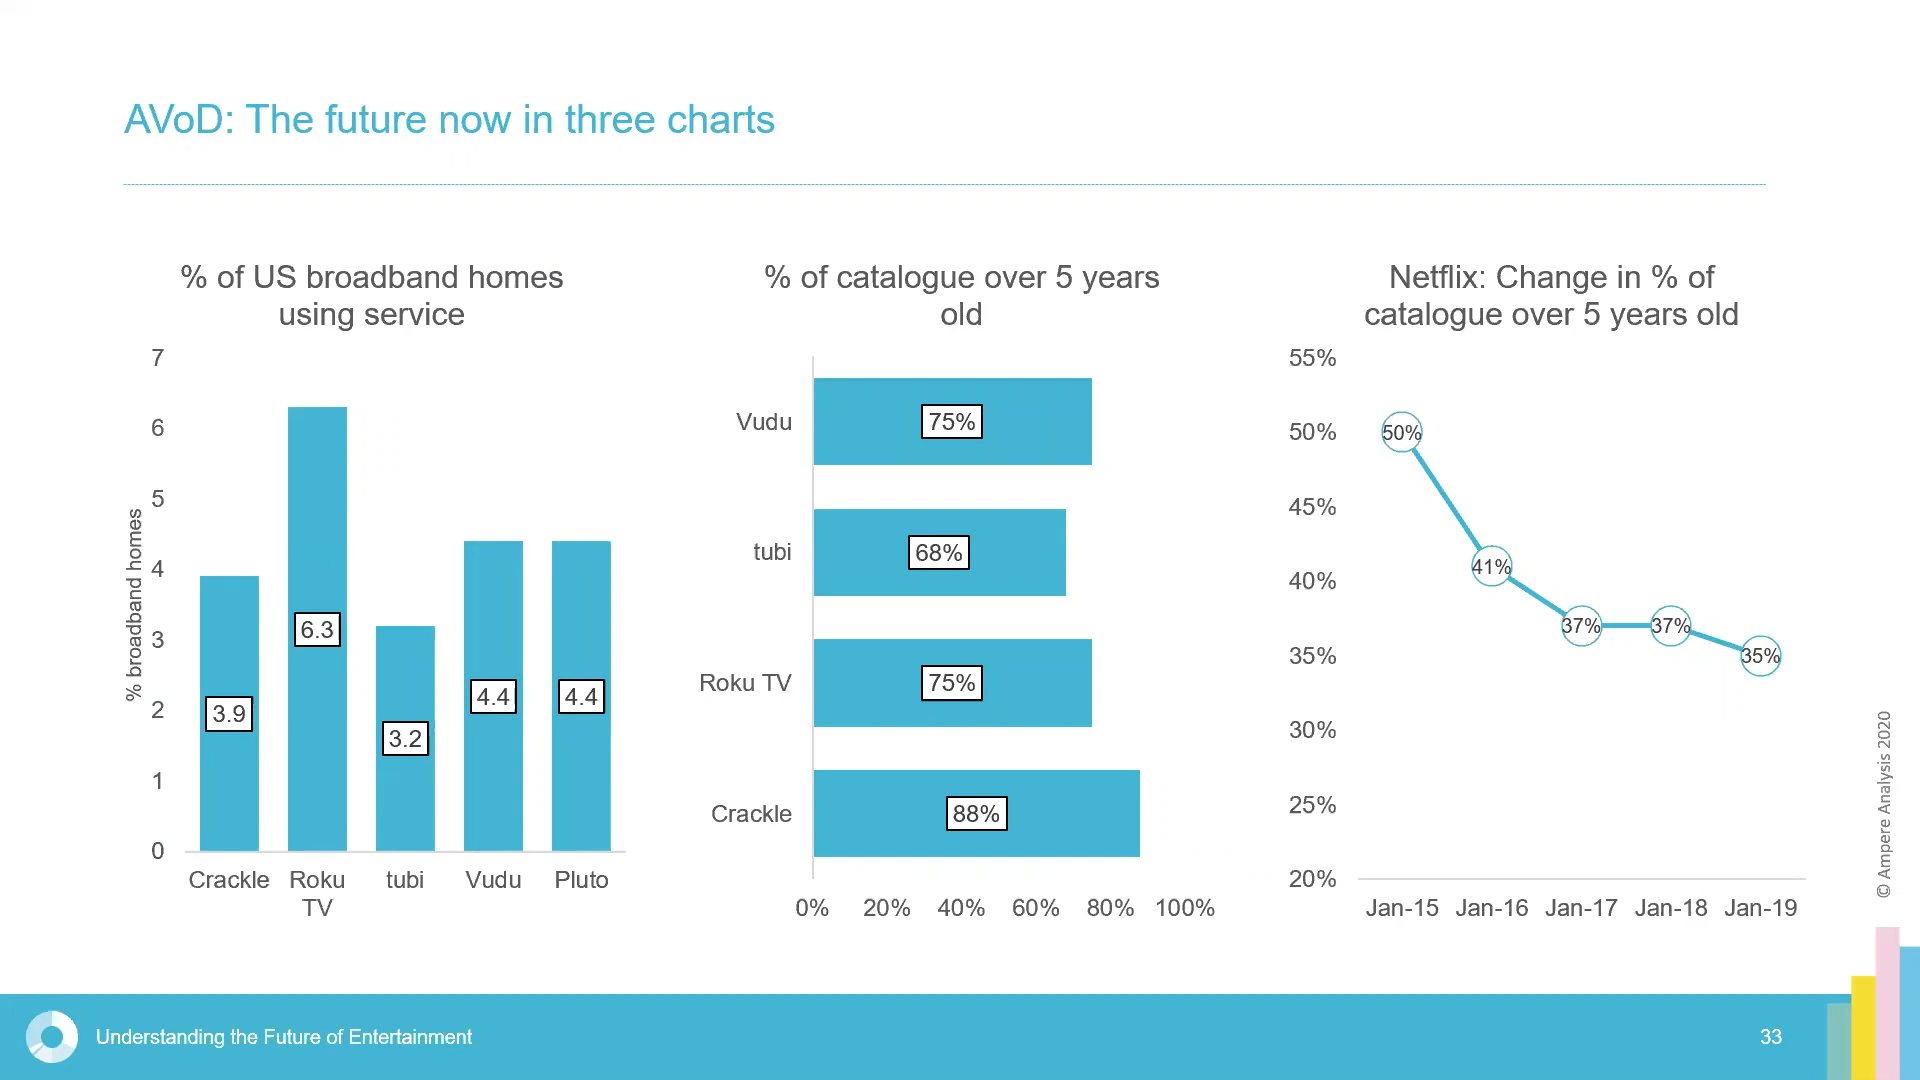 AVoD: The future now in three charts
% of US broadband homes
using service
7
6
5
4
3
2
1
0
% broadband homes
3.9
6.3
3.2
4.4
4.4
Crackle
Roku
TV
tubi
Vudu
Pluto
% of catalogue over 5 years
old
Vudu
75%
tubi
68%
Roku TV
75%
Crackle
88%
0% 20% 40% 60% 80% 100%
Netflix: Change in % of
catalogue over 5 years old
55%
50%
45%
40%
35%
30%
25%
20%
50%
41%
37%
37%
35%
Jan-15 Jan-16 Jan-17 Jan-18 Jan-19
© Ampere Analysis 2020
Understanding the Future of Entertainment
33